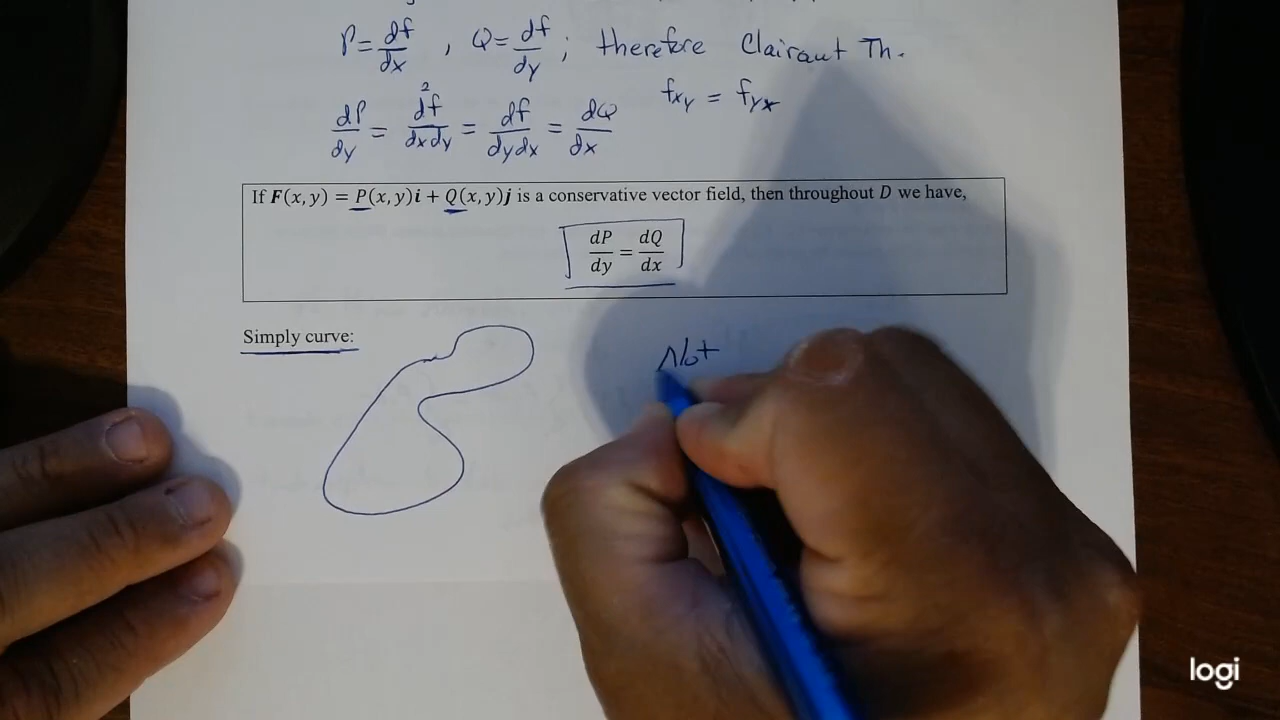 P = df/dx , Q = df/dy ; therefore Clairaut Th.
fxy = fyx
dP/dy = d²f/dxdy = df/dydx = dQ/dx
If F(x, y) = P(x, y)i + Q(x, y)j is a conservative vector field, then throughout D we have,
dP/dy = dQ/dx
Simply curve:
Not
logi